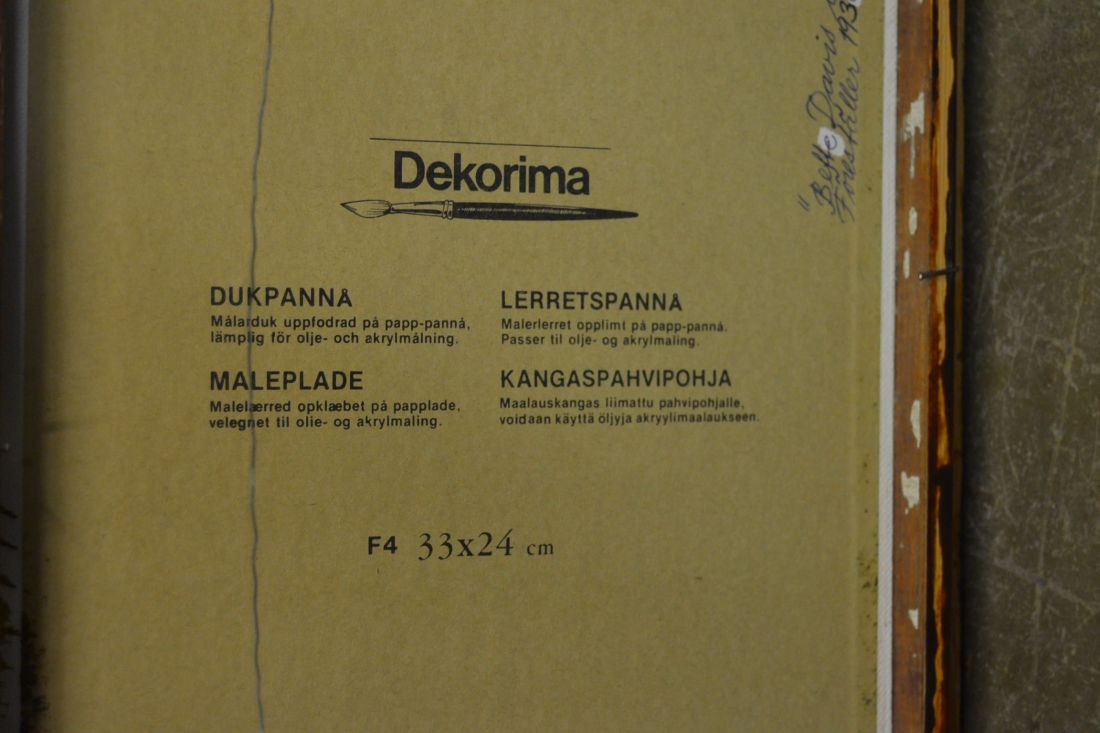 Dekorima
DUKPANNÅ
Målarduk uppfodrad på papp-pannå,
lämplig för olje- och akrylmålning.
MALEPLADE
Malelærred opklæbet på papplade,
velegnet til olie- og akrylmaling.
LERRETSPANNÅ
Malerlerret opplimt på papp-pannå.
Passer til olje- og akrylmaling.
KANGASPAHVIPOHJA
Maalauskangas liimattu pahvipohjalle,
voidaan käyttä öljyja akryylimaalaukseen.
F4 33x24 cm
"Bette Davis